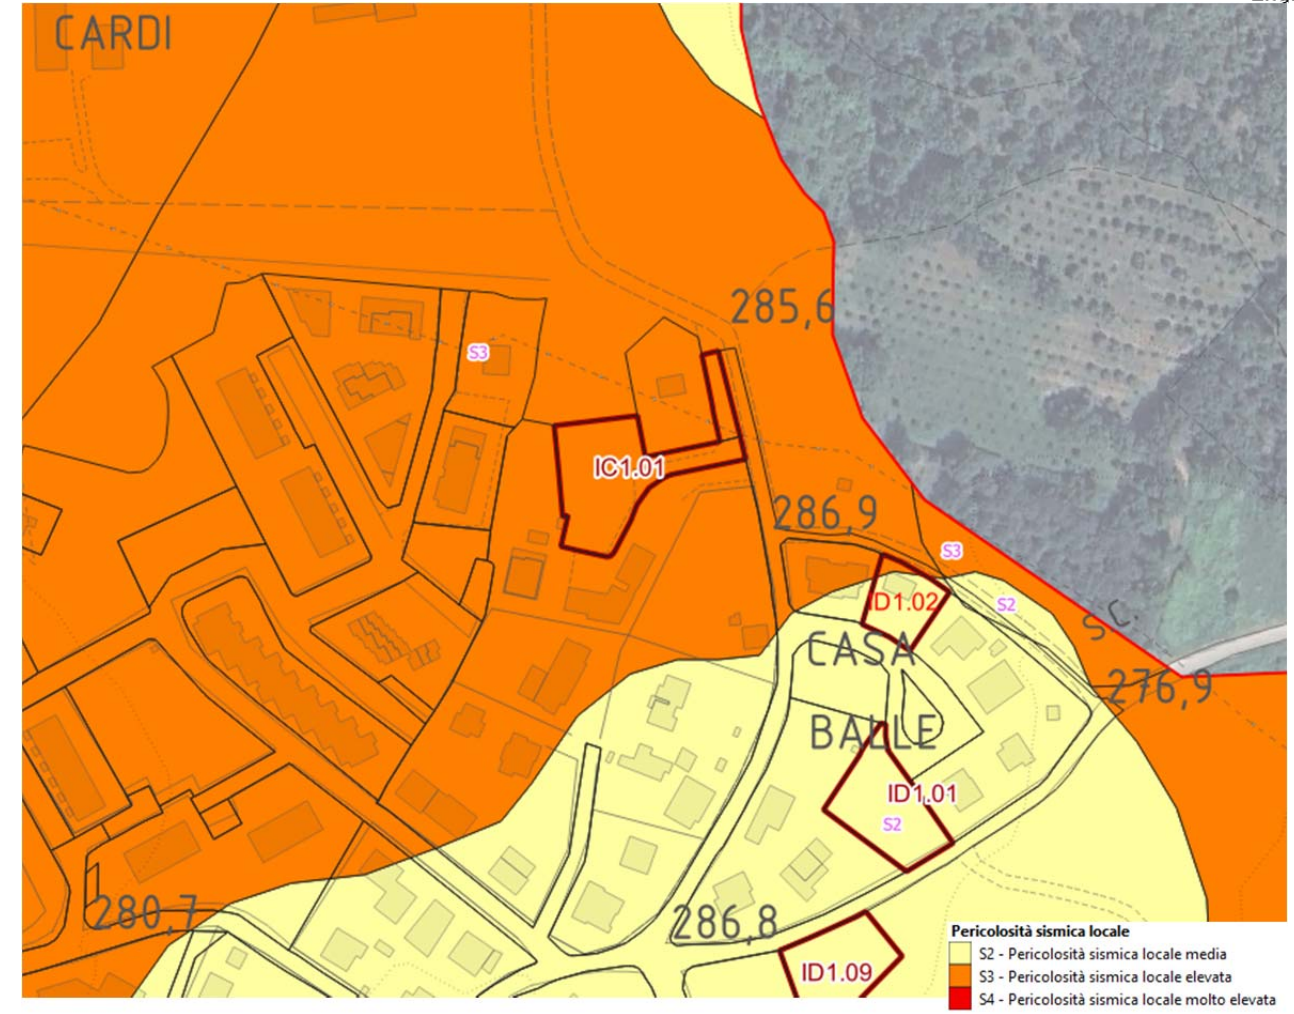 CARDI
285,6
S3
IC1.01
286,9
S3
ID1.02
S2
S.C.
CASA
276,9
BALLE
ID1.01
S2
280,7
286,8
ID1.09
Pericolosità sismica locale
S2 - Pericolosità sismica locale media
S3 - Pericolosità sismica locale elevata
S4 - Pericolosità sismica locale molto elevata